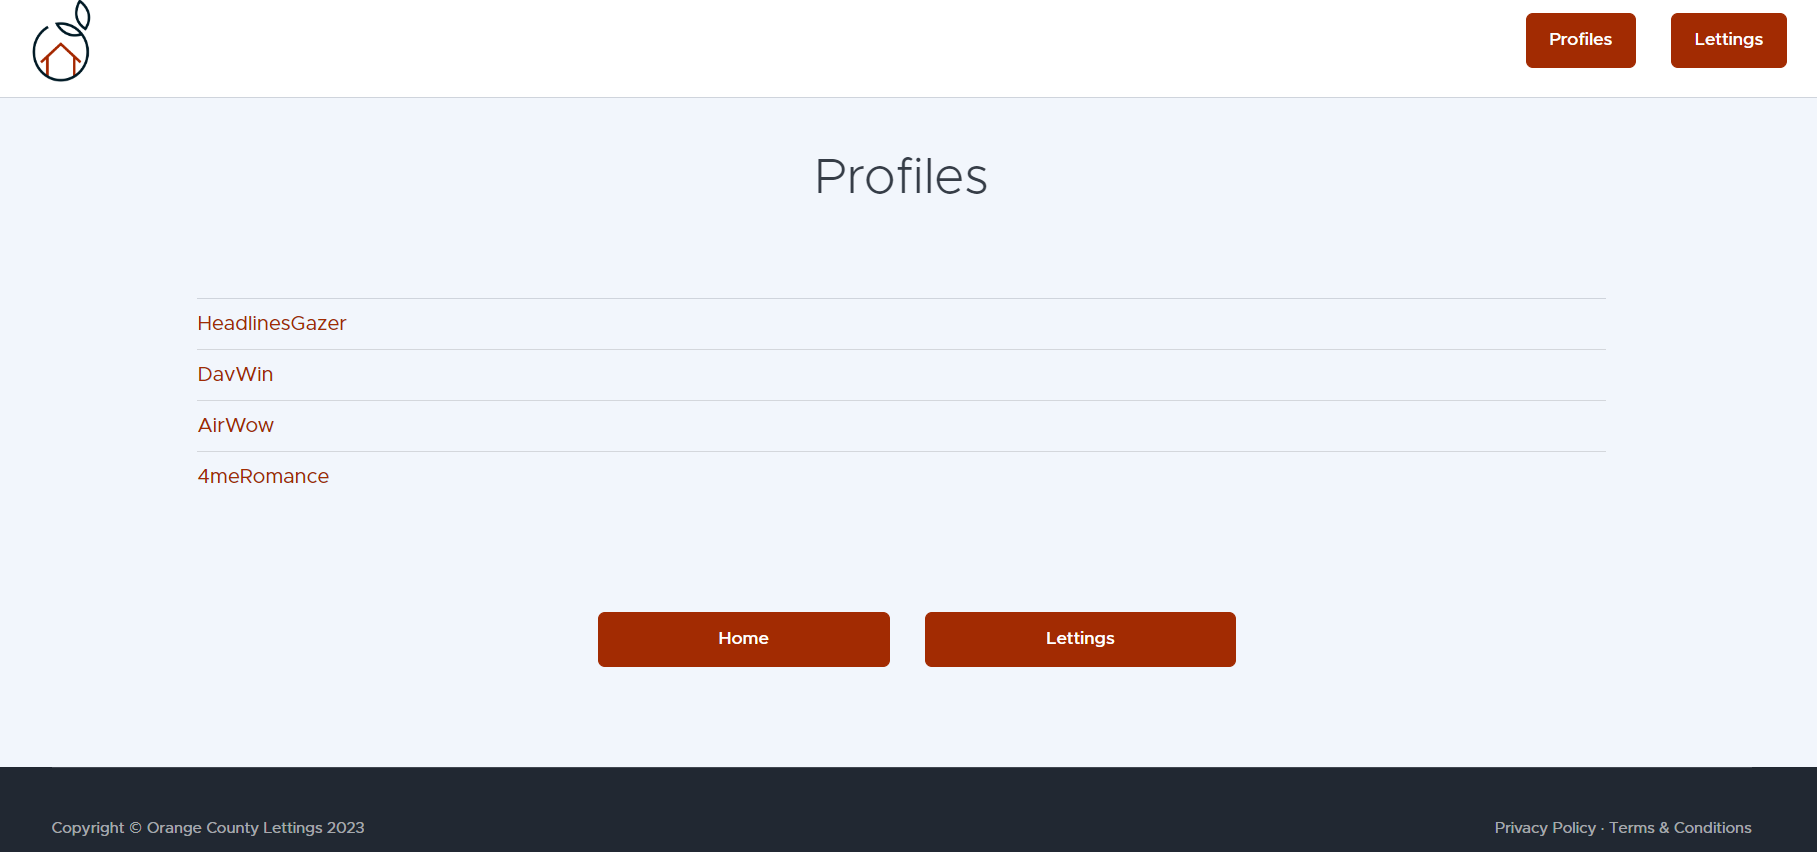 Profiles Lettings
Profiles
HeadlinesGazer
DavWin
AirWow
4meRomance
Home Lettings
Copyright © Orange County Lettings 2023
Privacy Policy · Terms & Conditions